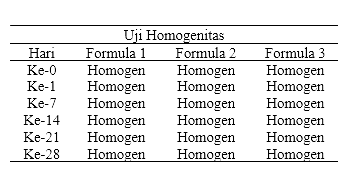 Uji Homogenitas
Hari Formula 1 Formula 2 Formula 3
Ke-0 Homogen Homogen Homogen
Ke-1 Homogen Homogen Homogen
Ke-7 Homogen Homogen Homogen
Ke-14 Homogen Homogen Homogen
Ke-21 Homogen Homogen Homogen
Ke-28 Homogen Homogen Homogen